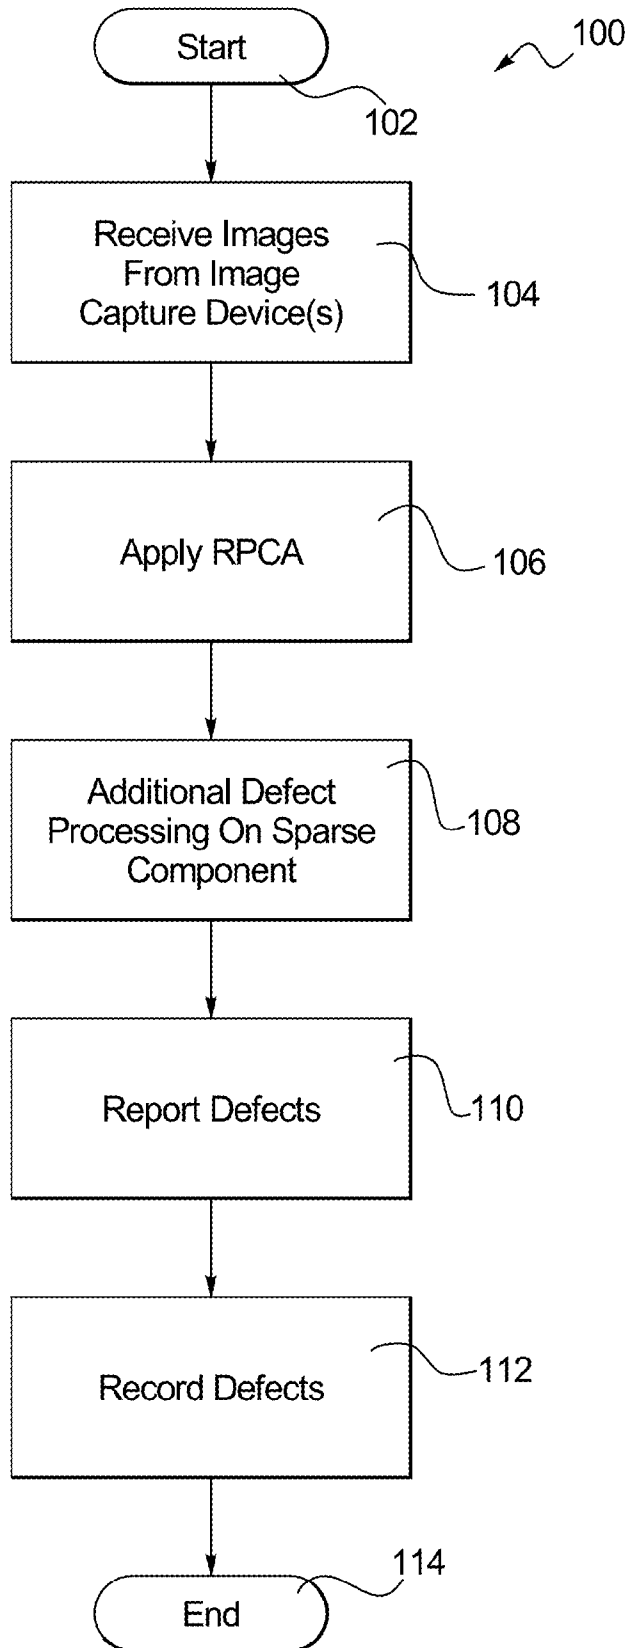 Start
100
102
Receive Images
From Image
Capture Device(s)
104
Apply RPCA
106
Additional Defect
Processing On Sparse
Component
108
Report Defects
110
Record Defects
112
114
End